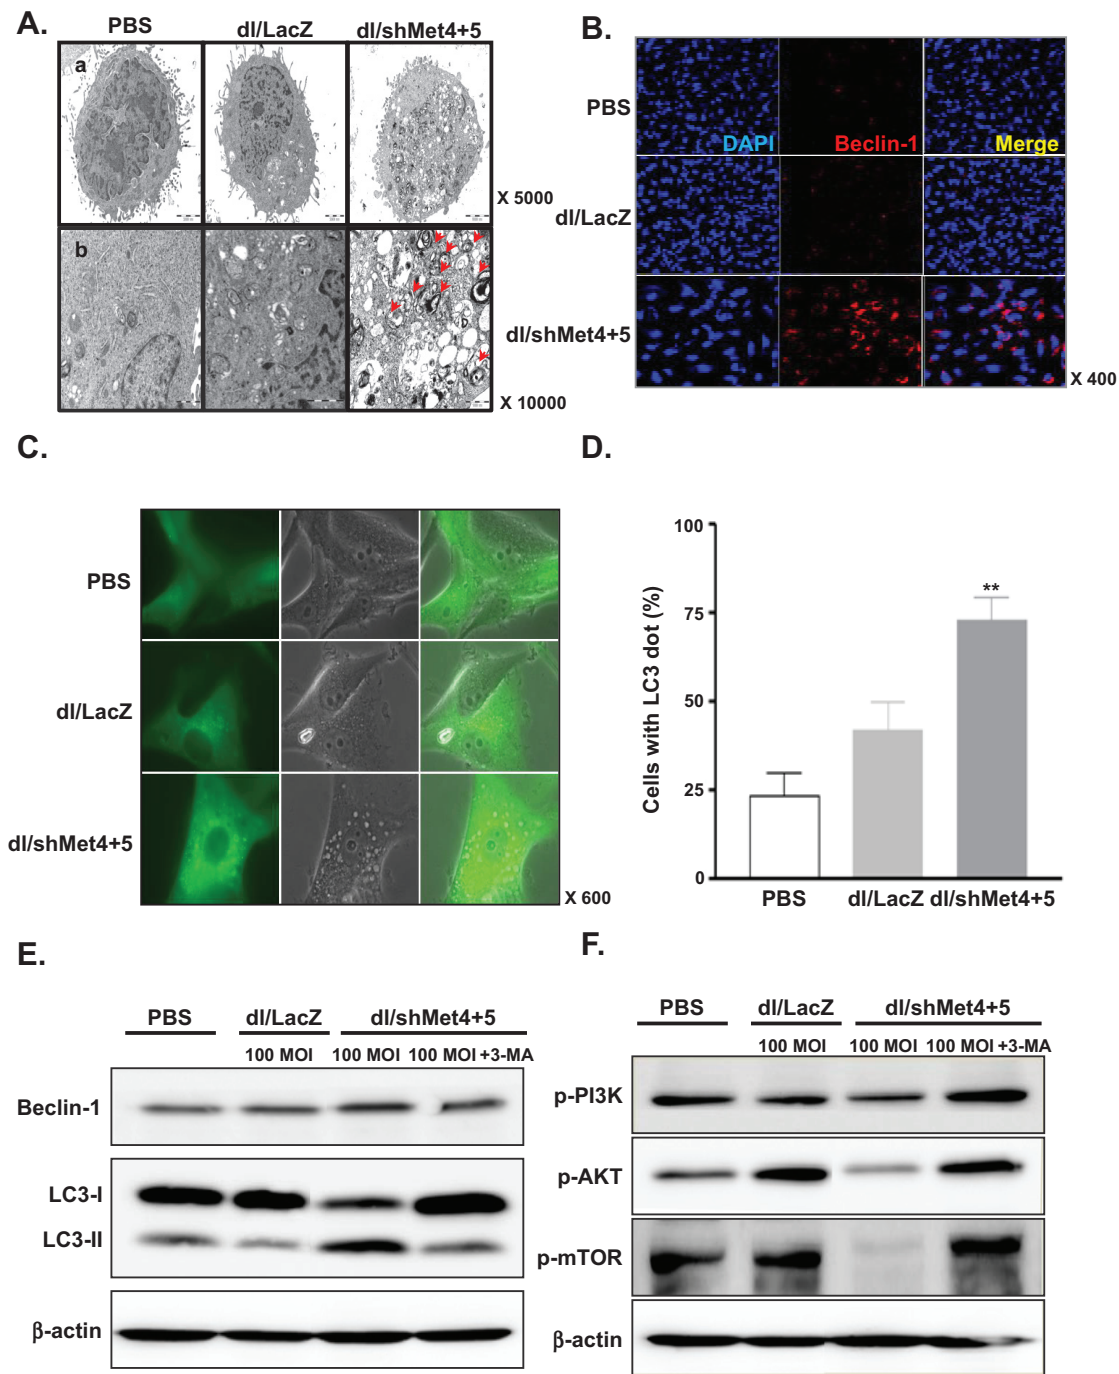 A.
PBS
dl/LacZ
dl/shMet4+5
a
X 5000
b
X 10000
B.
PBS
DAPI
Beclin-1
Merge
dl/LacZ
dl/shMet4+5
X 400
C.
PBS
dl/LacZ
dl/shMet4+5
X 600
D.
Cells with LC3 dot (%)
100
75
50
25
0
**
PBS
dl/LacZ
dl/shMet4+5
E.
PBS
dl/LacZ
dl/shMet4+5
100 MOI
100 MOI
100 MOI +3-MA
Beclin-1
LC3-I
LC3-II
β-actin
F.
PBS
dl/LacZ
dl/shMet4+5
100 MOI
100 MOI
100 MOI +3-MA
p-PI3K
p-AKT
p-mTOR
β-actin